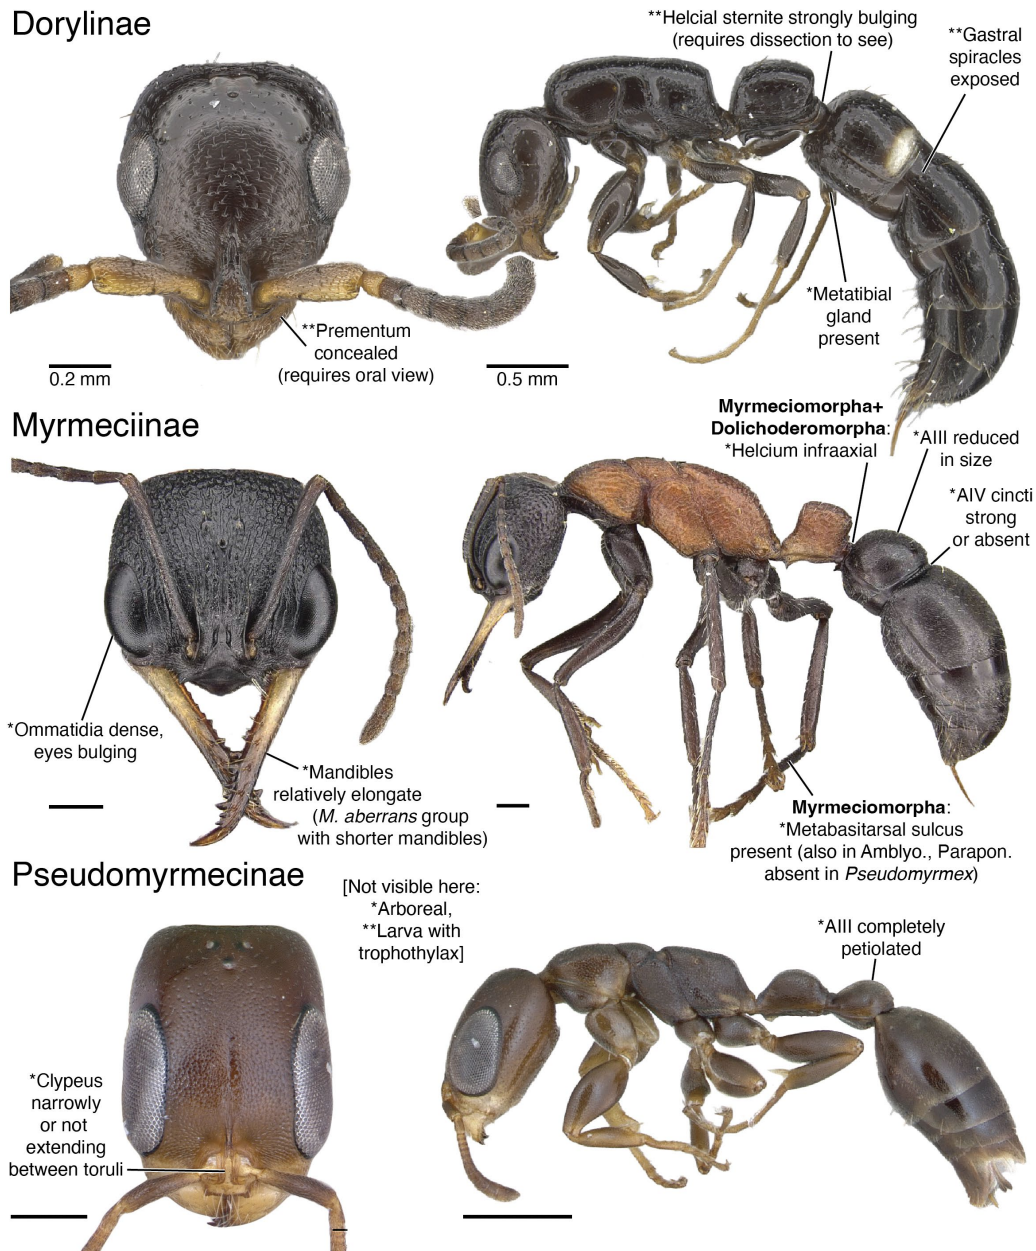 Dorylinae
**Helcial sternite strongly bulging
(requires dissection to see)
**Gastral
spiracles
exposed
*Metatibial
gland
present
**Prementum
concealed
(requires oral view)
0.2 mm
0.5 mm
Myrmeciinae
Myrmeciomorpha+
Dolichoderomorpha:
*Helcium infraaxial
*AIII reduced
in size
*AIV cincti
strong
or absent
*Ommatidia dense,
eyes bulging
*Mandibles
relatively elongate
(M. aberrans group
with shorter mandibles)
Myrmeciomorpha:
*Metabasitarsal sulcus
present (also in Amblyo., Parapon.
absent in Pseudomyrmex)
Pseudomyrmecinae
[Not visible here:
*Arboreal,
**Larva with
trophothylax]
*AIII completely
petiolated
*Clypeus
narrowly
or not
extending
between toruli